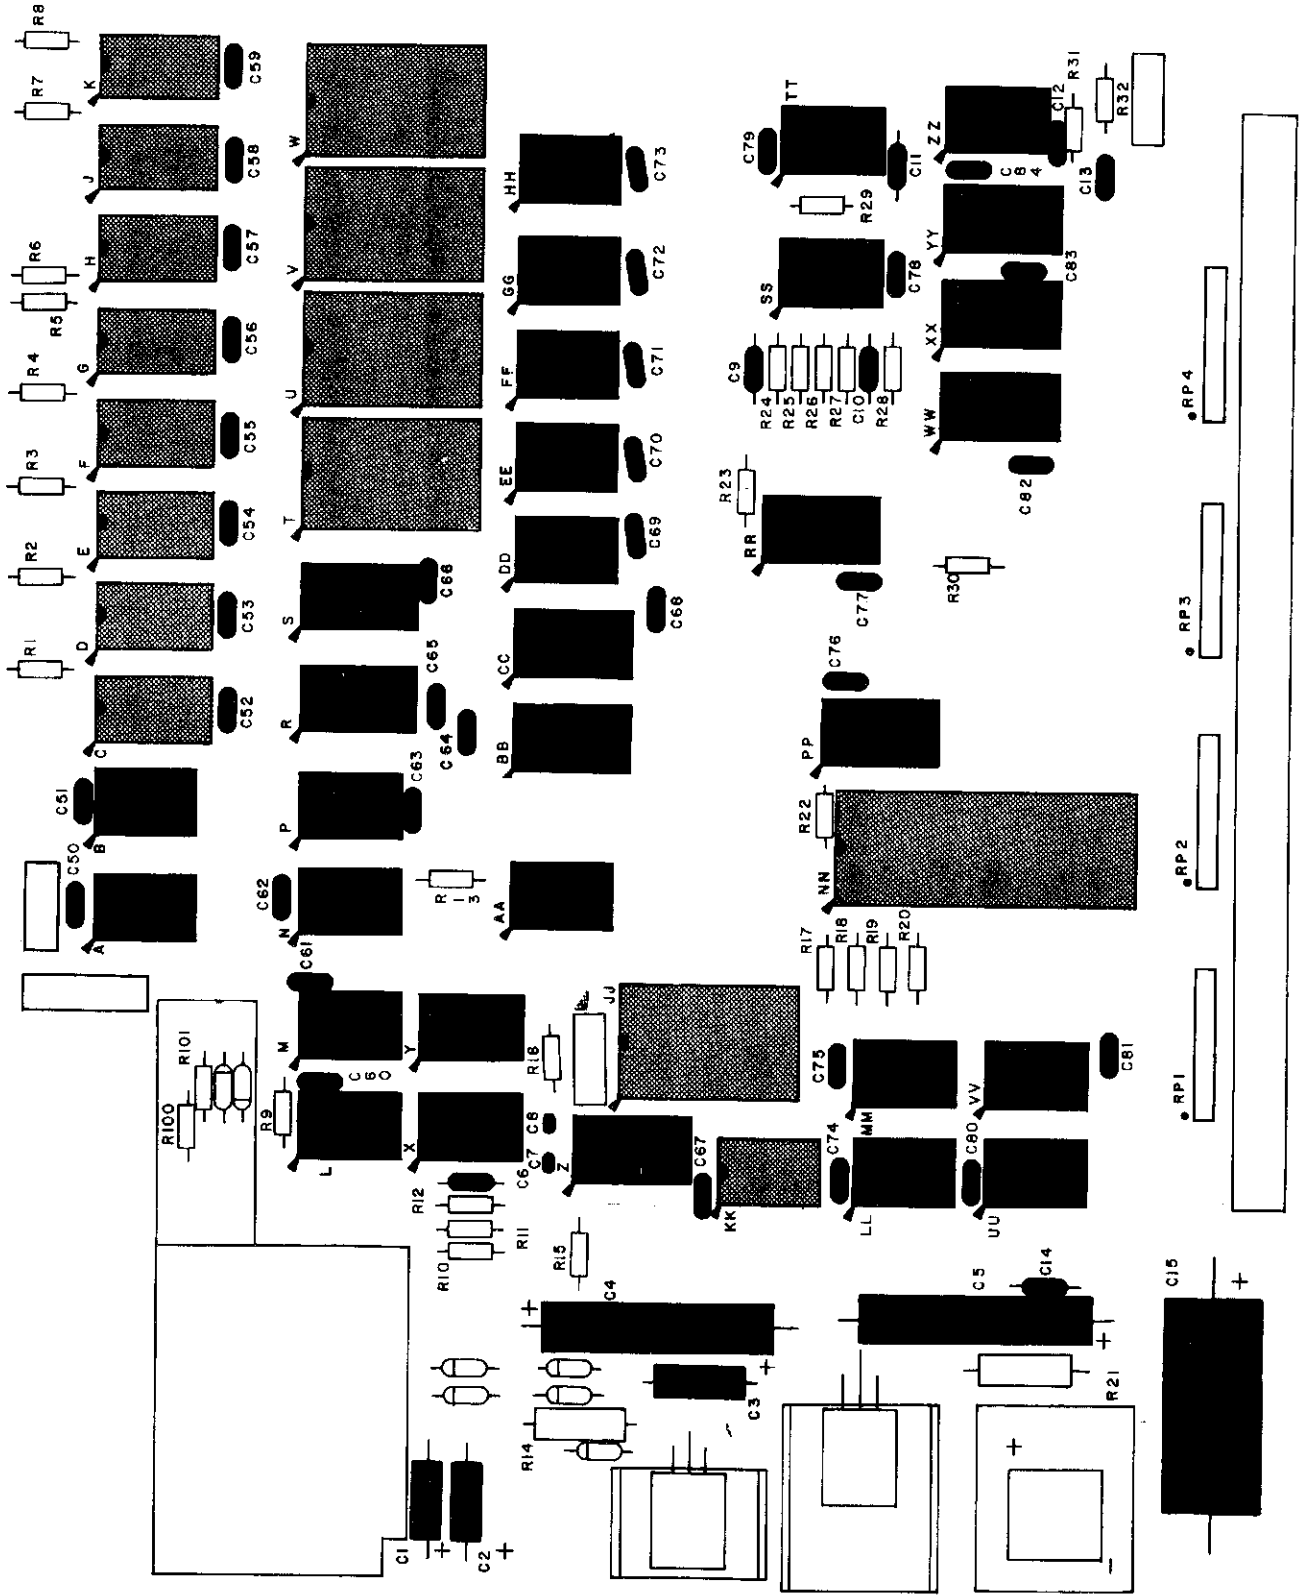 R8
R7
R6
R5
R4
R3
R2
R1
K
J
H
G
F
E
D
C
B
A
C59
C58
C57
C56
C55
C54
C53
C52
C51
C50
W
V
U
T
S
R
P
N
M
L
C66
C65
C64
C63
C62
C61
C60
R101
R100
R9
R13
HH
GG
FF
EE
DD
CC
BB
AA
Y
X
C73
C72
C71
C70
C69
C68
R16
C8
C7
C6
Z
R12
R11
R10
R15
JJ
KK
C67
TT
SS
RR
PP
NN
MM
LL
C79
C11
R29
C78
C9
R24
R25
R26
R27
C10
R28
R23
C77
C76
R22
R17
R18
R19
R20
C75
C74
ZZ
YY
XX
WW
VV
UU
C12
R31
R32
C13
C84
C83
C82
R30
C81
C80
RP4
RP3
RP2
RP1
C4
+
C3
+
C5
+
C14
C15
+
R21
R14
C1
+
C2
+
+
-